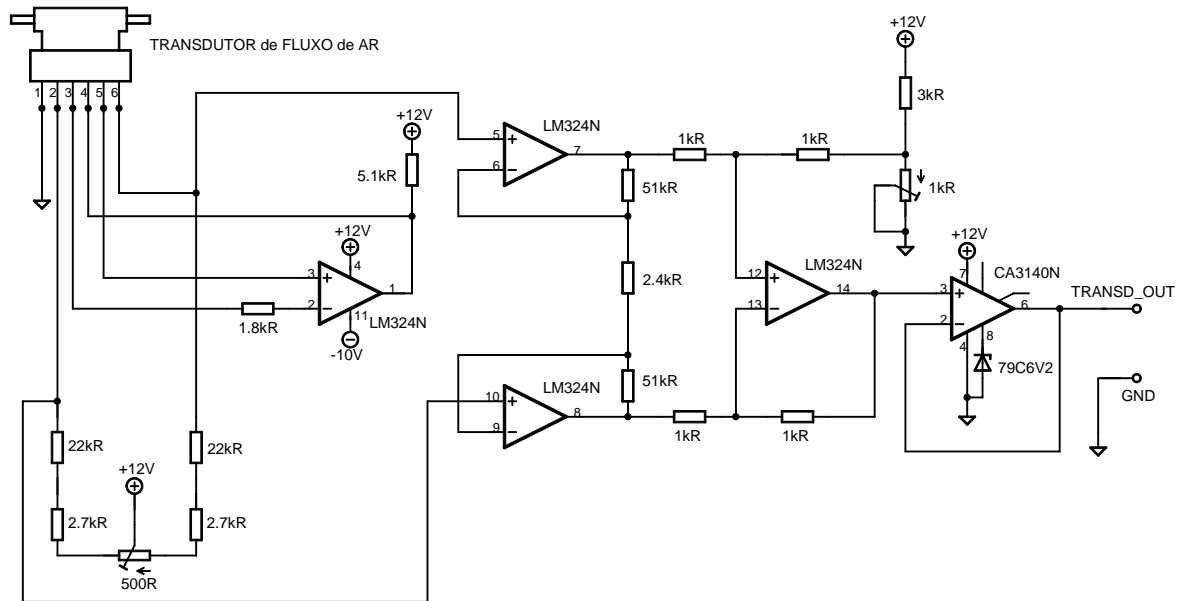 TRANSDUTOR de FLUXO de AR
1 2 3 4 5 6
+12V
5.1kR
+12V
4
3
2
1
11
LM324N
-10V
1.8kR
22kR
22kR
+12V
2.7kR
2.7kR
500R
5
6
7
LM324N
51kR
2.4kR
51kR
10
9
8
LM324N
1kR
1kR
1kR
1kR
+12V
3kR
1kR
12
13
14
LM324N
+12V
7
3
2
6
4
8
CA3140N
79C6V2
TRANSD_OUT
GND